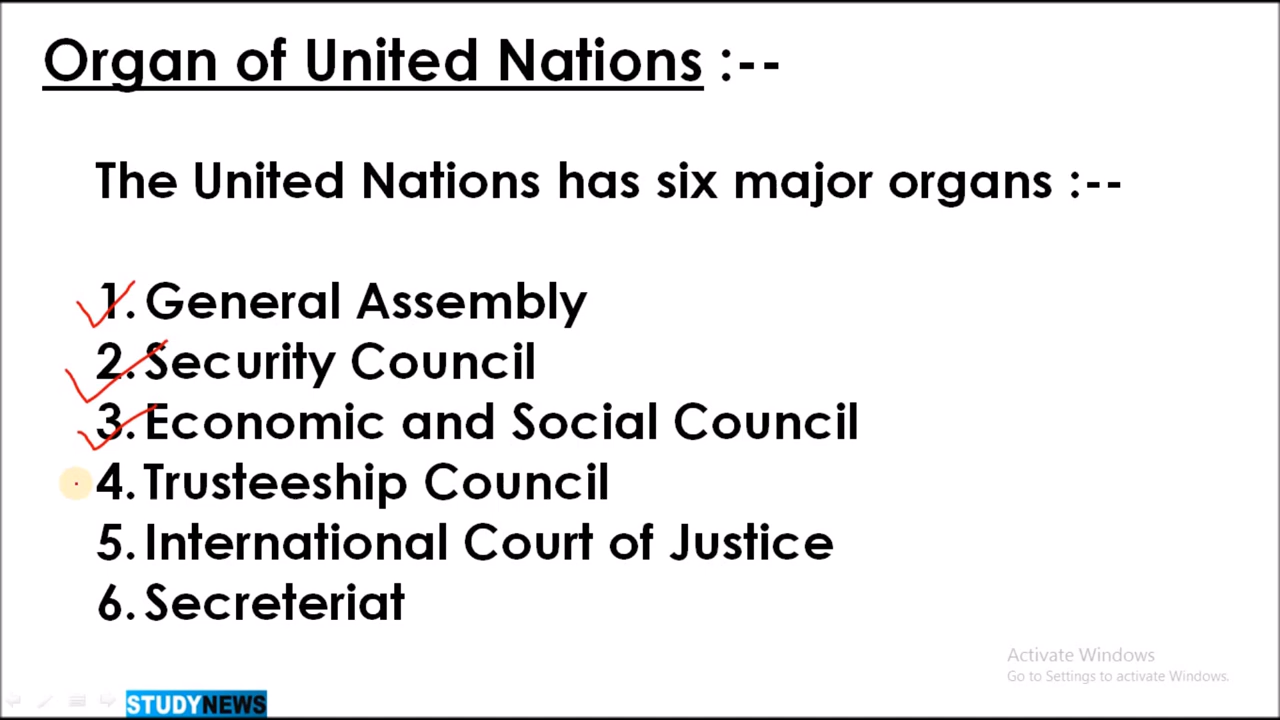 Organ of United Nations :--
The United Nations has six major organs :--
1. General Assembly
2. Security Council
3. Economic and Social Council
4. Trusteeship Council
5. International Court of Justice
6. Secreteriat
Activate Windows
Go to Settings to activate Windows.
STUDYNEWS